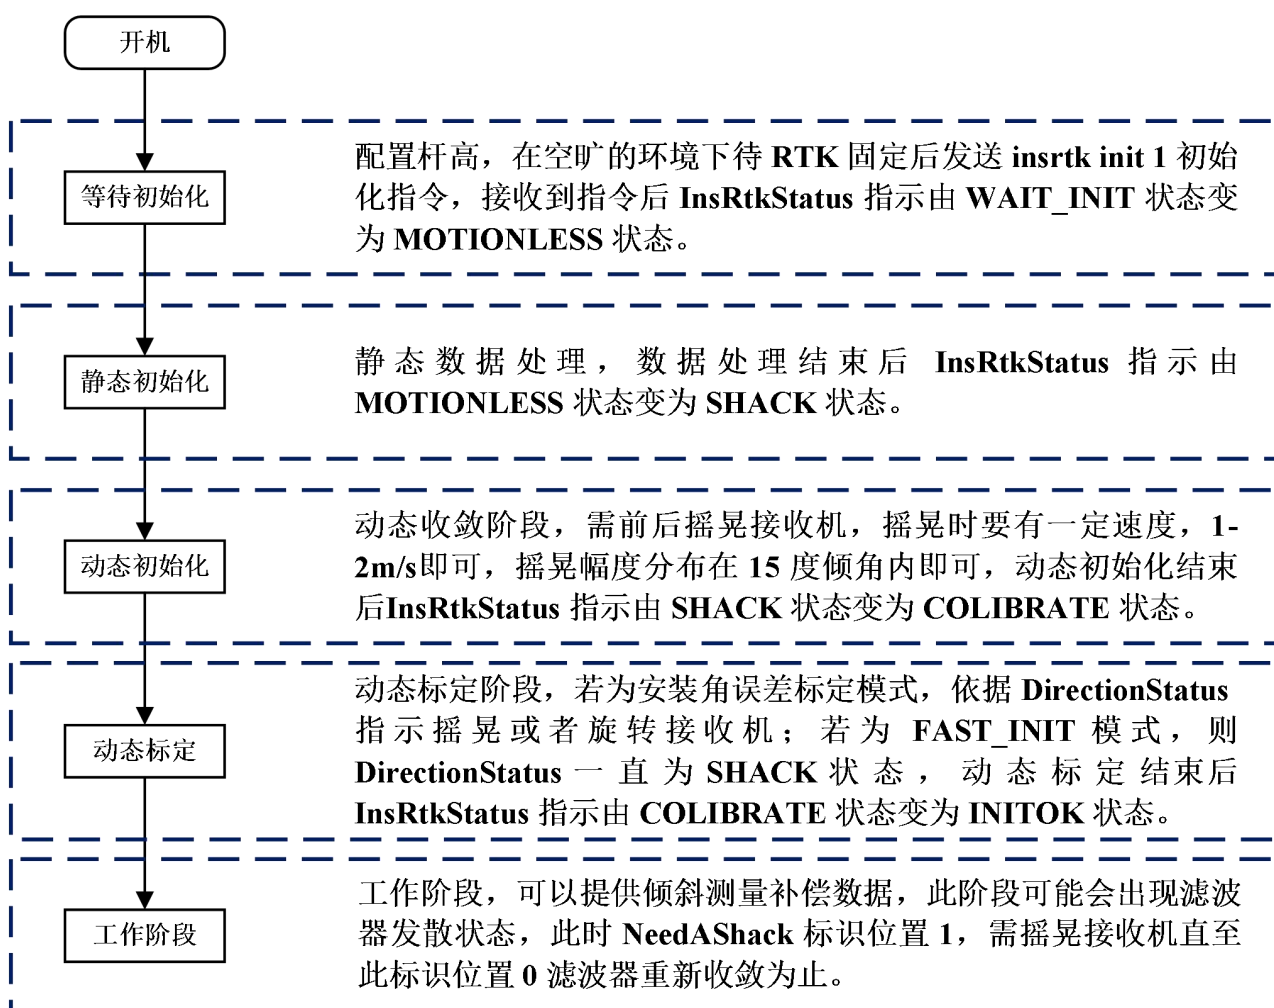 开机
配置杆高，在空旷的环境下待 RTK 固定后发送 insrtk init 1 初始
等待初始化
化指令，接收到指令后 InsRtkStatus 指示由 WAIT_INIT 状态变
为 MOTIONLESS 状态。
静态数据处理，数据处理结束后 InsRtkStatus 指示由
静态初始化
MOTIONLESS 状态变为 SHACK 状态。
动态收敛阶段，需前后摇晃接收机，摇晃时要有一定速度，1-
动态初始化
2m/s即可，摇晃幅度分布在 15 度倾角内即可，动态初始化结束
后InsRtkStatus 指示由 SHACK 状态变为 COLIBRATE 状态。
动态标定阶段，若为安装角误差标定模式，依据 DirectionStatus
指示摇晃或者旋转接收机；若为 FAST_INIT 模式，则
动态标定
DirectionStatus 一直为 SHACK 状态，动态标定结束后
InsRtkStatus 指示由 COLIBRATE 状态变为 INITOK 状态。
工作阶段，可以提供倾斜测量补偿数据，此阶段可能会出现滤波
工作阶段
器发散状态，此时 NeedAShack 标识位置 1，需摇晃接收机直至
此标识位置 0 滤波器重新收敛为止。